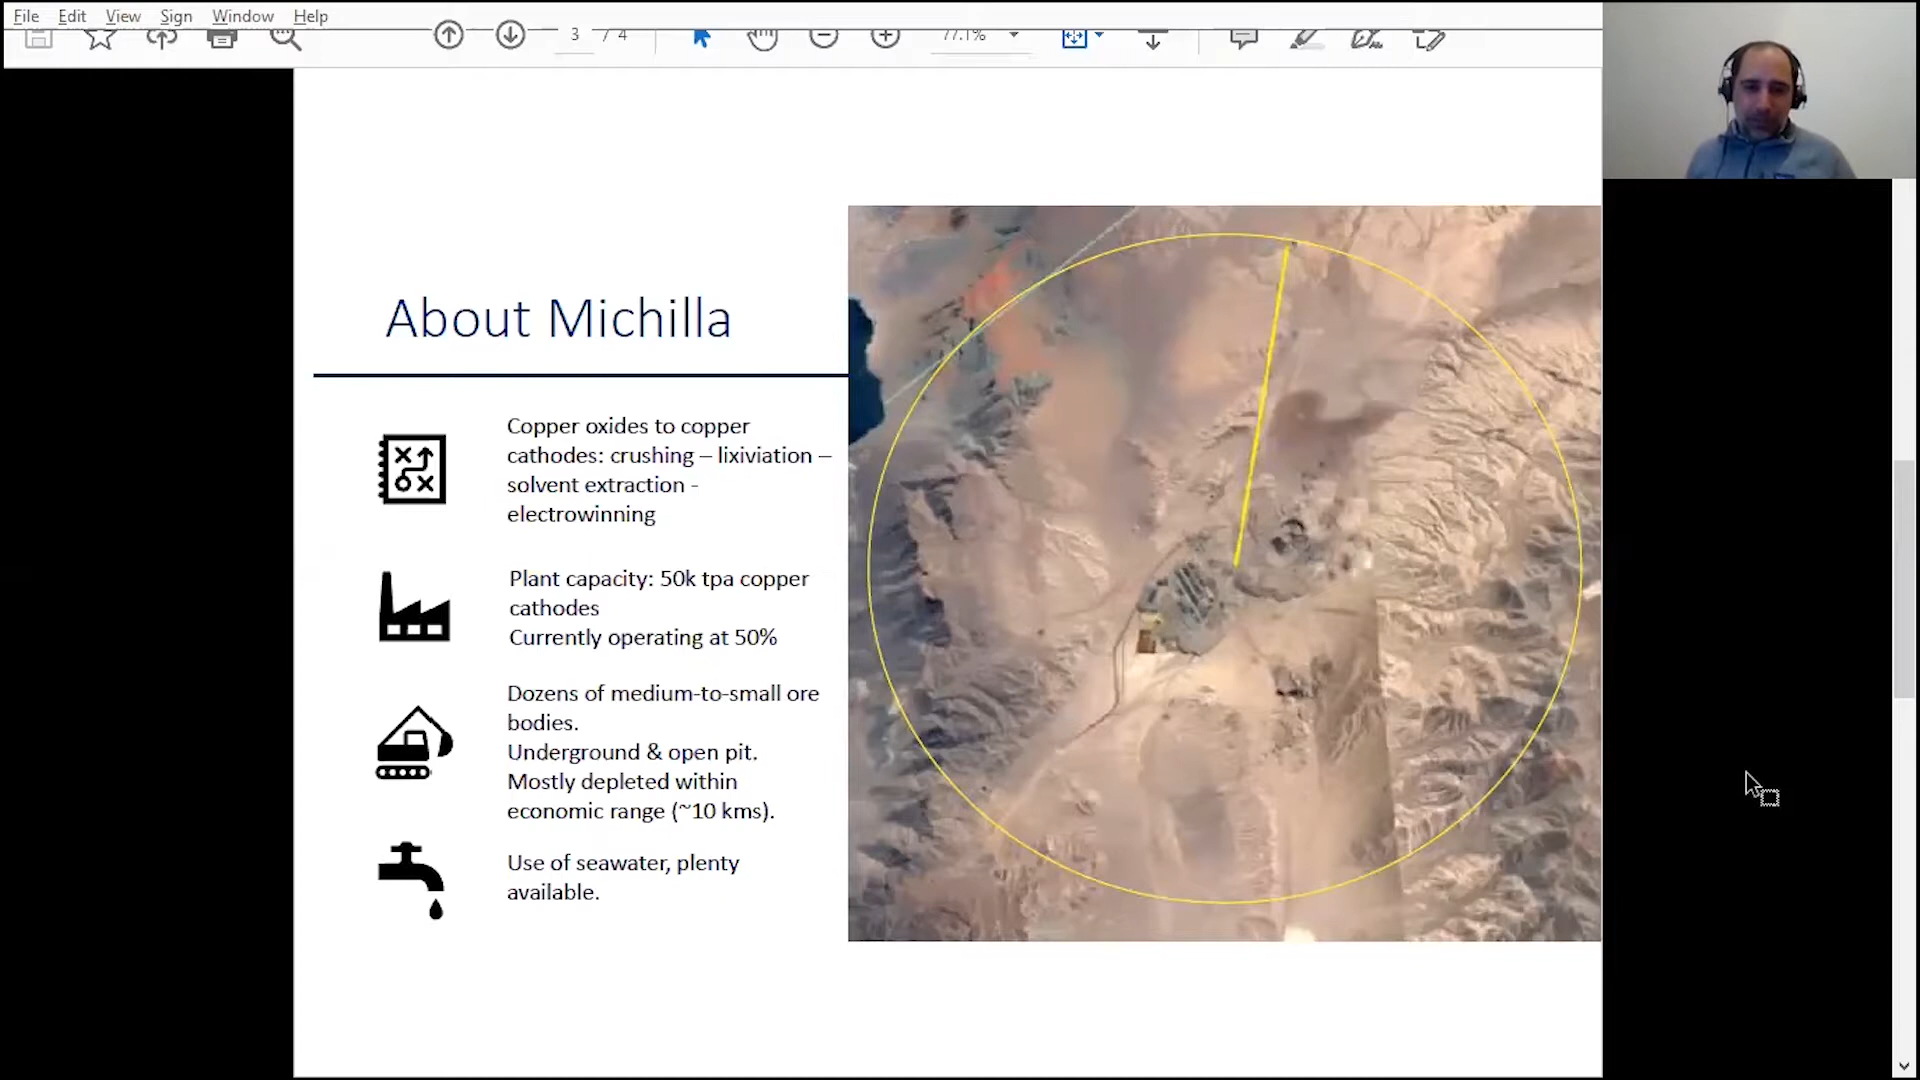 File Edit View Sign Window Help
3 / 4
77.1%
About Michilla
Copper oxides to copper
cathodes: crushing – lixiviation –
solvent extraction -
electrowinning
Plant capacity: 50k tpa copper
cathodes
Currently operating at 50%
Dozens of medium-to-small ore
bodies.
Underground & open pit.
Mostly depleted within
economic range (~10 kms).
Use of seawater, plenty
available.